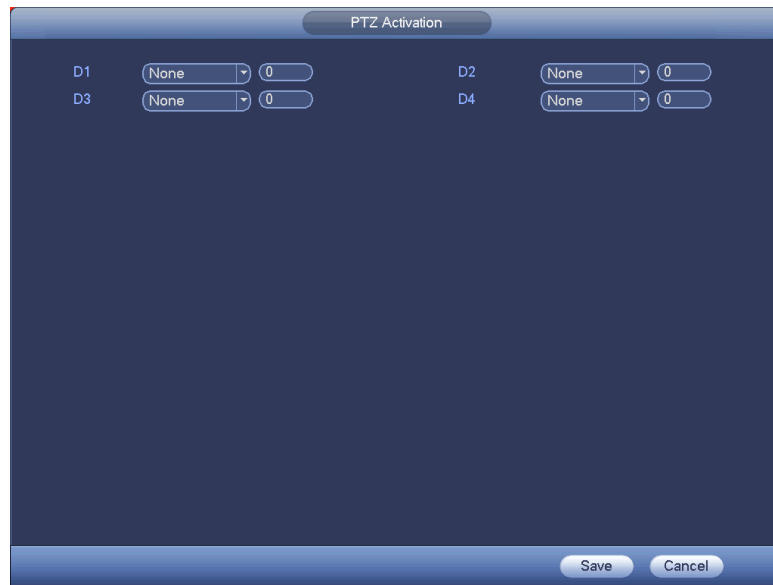 PTZ Activation
D1 None 0 D2 None 0
D3 None 0 D4 None 0
Save Cancel